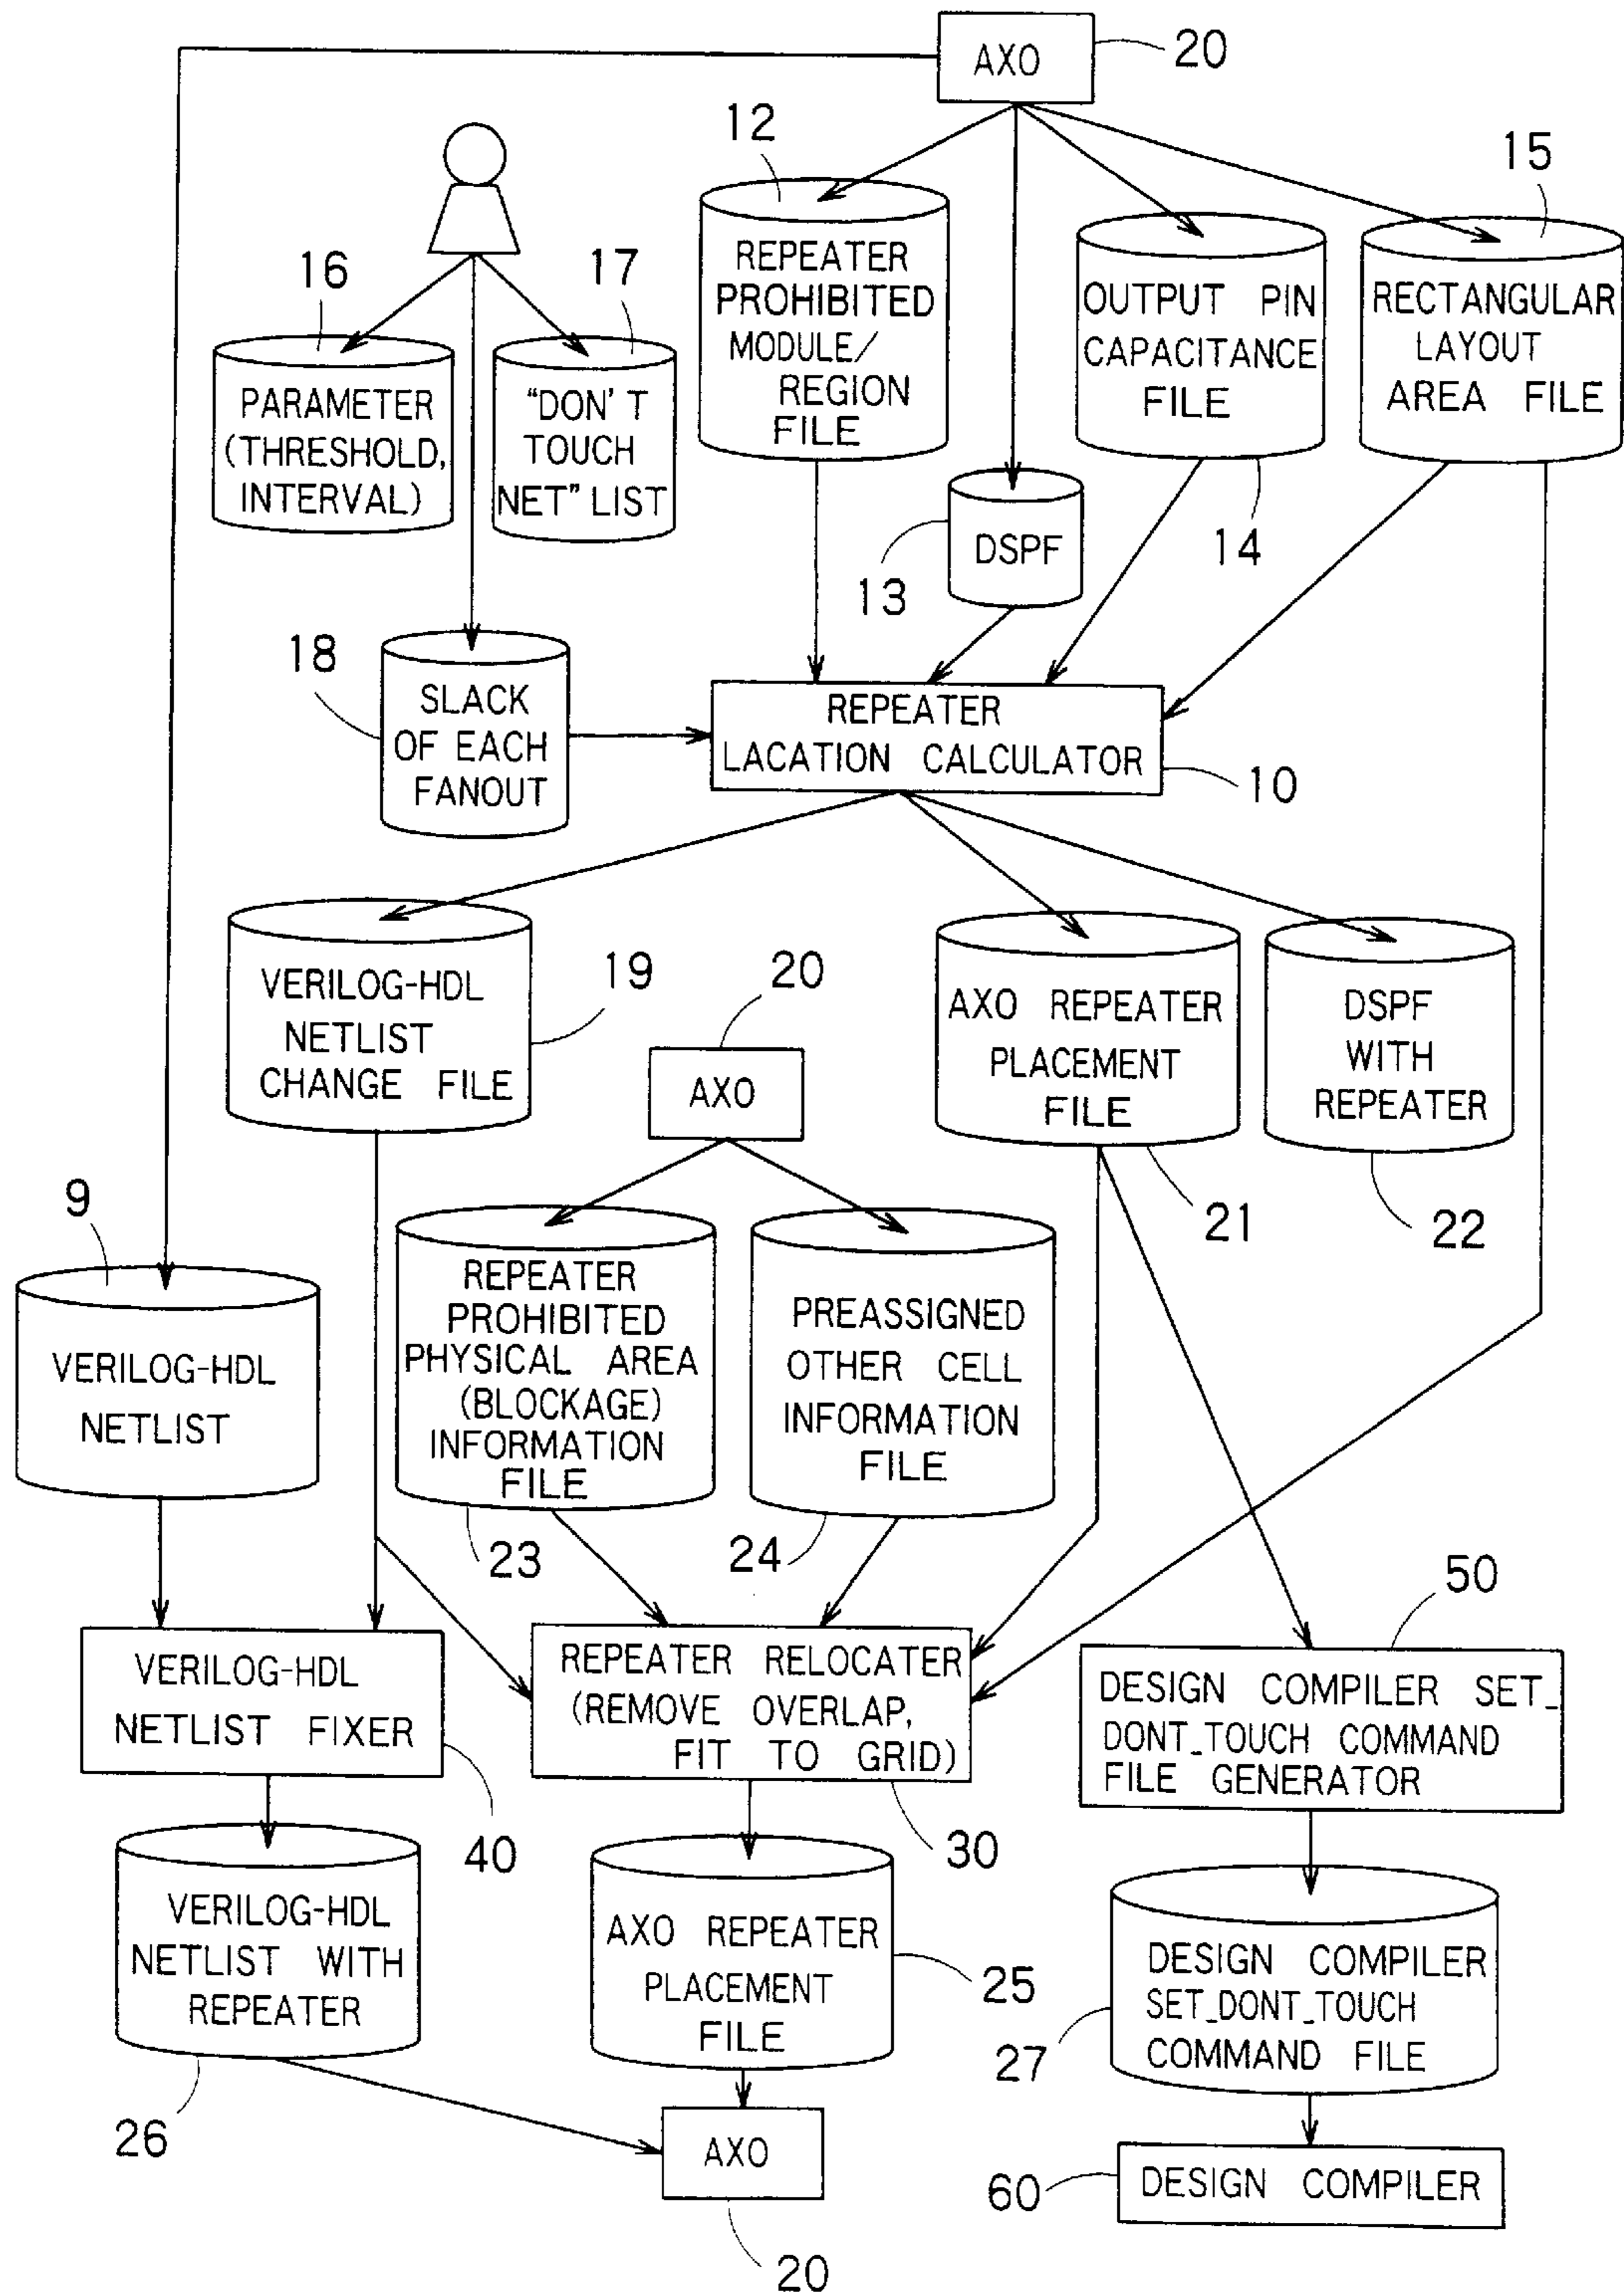 AXO
20
12
REPEATER
PROHIBITED
MODULE/
REGION
FILE
OUTPUT PIN
CAPACITANCE
FILE
14
15
RECTANGULAR
LAYOUT
AREA FILE
16
PARAMETER
(THRESHOLD,
INTERVAL)
17
"DON'T
TOUCH
NET" LIST
13
DSPF
18
SLACK
OF EACH
FANOUT
REPEATER
LACATION CALCULATOR
10
VERILOG-HDL
NETLIST
CHANGE FILE
19
20
AXO
AXO REPEATER
PLACEMENT
FILE
21
DSPF
WITH
REPEATER
22
9
VERILOG-HDL
NETLIST
REPEATER
PROHIBITED
PHYSICAL AREA
(BLOCKAGE)
INFORMATION
FILE
23
PREASSIGNED
OTHER CELL
INFORMATION
FILE
24
VERILOG-HDL
NETLIST FIXER
40
REPEATER RELOCATER
(REMOVE OVERLAP,
FIT TO GRID)
30
50
DESIGN COMPILER SET_
DONT_TOUCH COMMAND
FILE GENERATOR
VERILOG-HDL
NETLIST WITH
REPEATER
26
AXO REPEATER
PLACEMENT
FILE
25
DESIGN COMPILER
SET_DONT_TOUCH
COMMAND FILE
27
AXO
20
60
DESIGN COMPILER